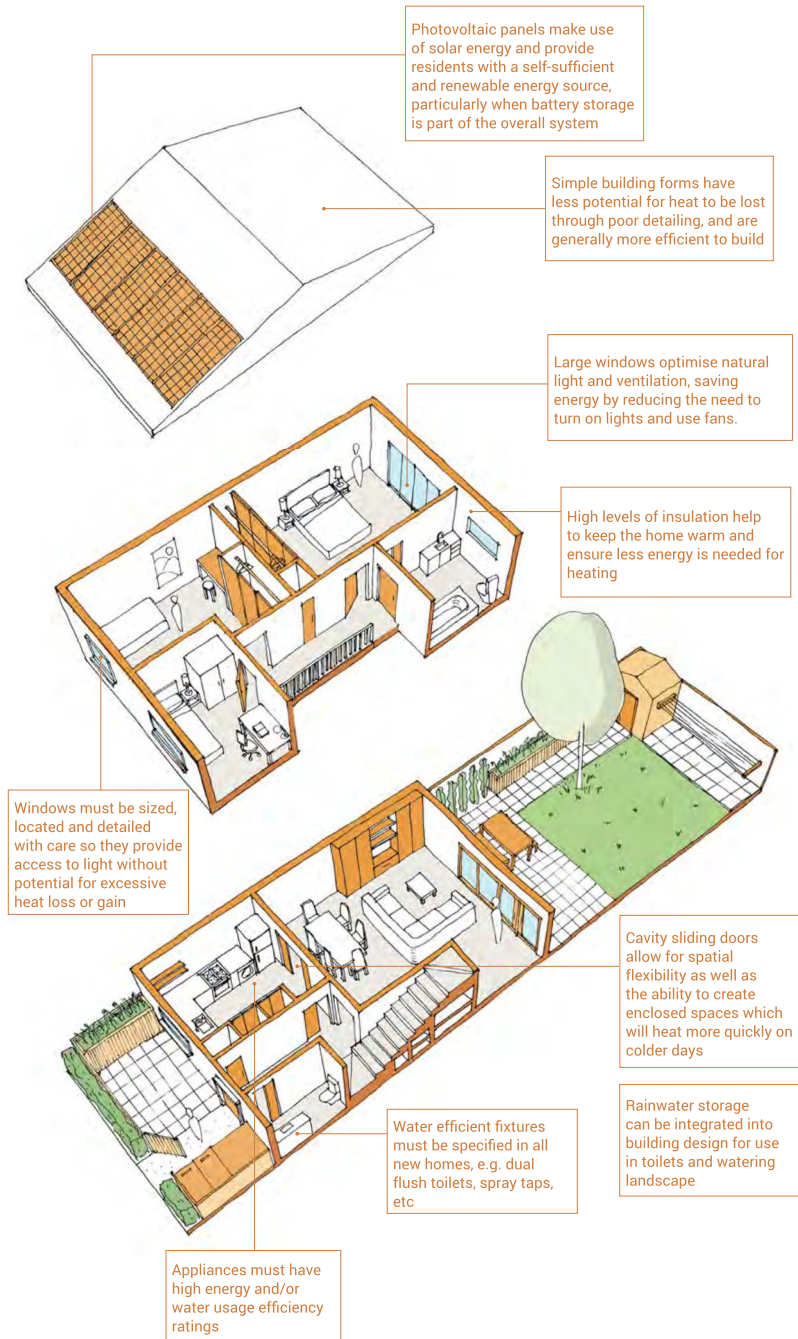 Photovoltaic panels make use
of solar energy and provide
residents with a self-sufficient
and renewable energy source,
particularly when battery storage
is part of the overall system
Simple building forms have
less potential for heat to be lost
through poor detailing, and are
generally more efficient to build
Large windows optimise natural
light and ventilation, saving
energy by reducing the need to
turn on lights and use fans.
High levels of insulation help
to keep the home warm and
ensure less energy is needed for
heating
Windows must be sized,
located and detailed
with care so they provide
access to light without
potential for excessive
heat loss or gain
Cavity sliding doors
allow for spatial
flexibility as well as
the ability to create
enclosed spaces which
will heat more quickly on
colder days
Rainwater storage
can be integrated into
building design for use
in toilets and watering
landscape
Water efficient fixtures
must be specified in all
new homes, e.g. dual
flush toilets, spray taps,
etc
Appliances must have
high energy and/or
water usage efficiency
ratings